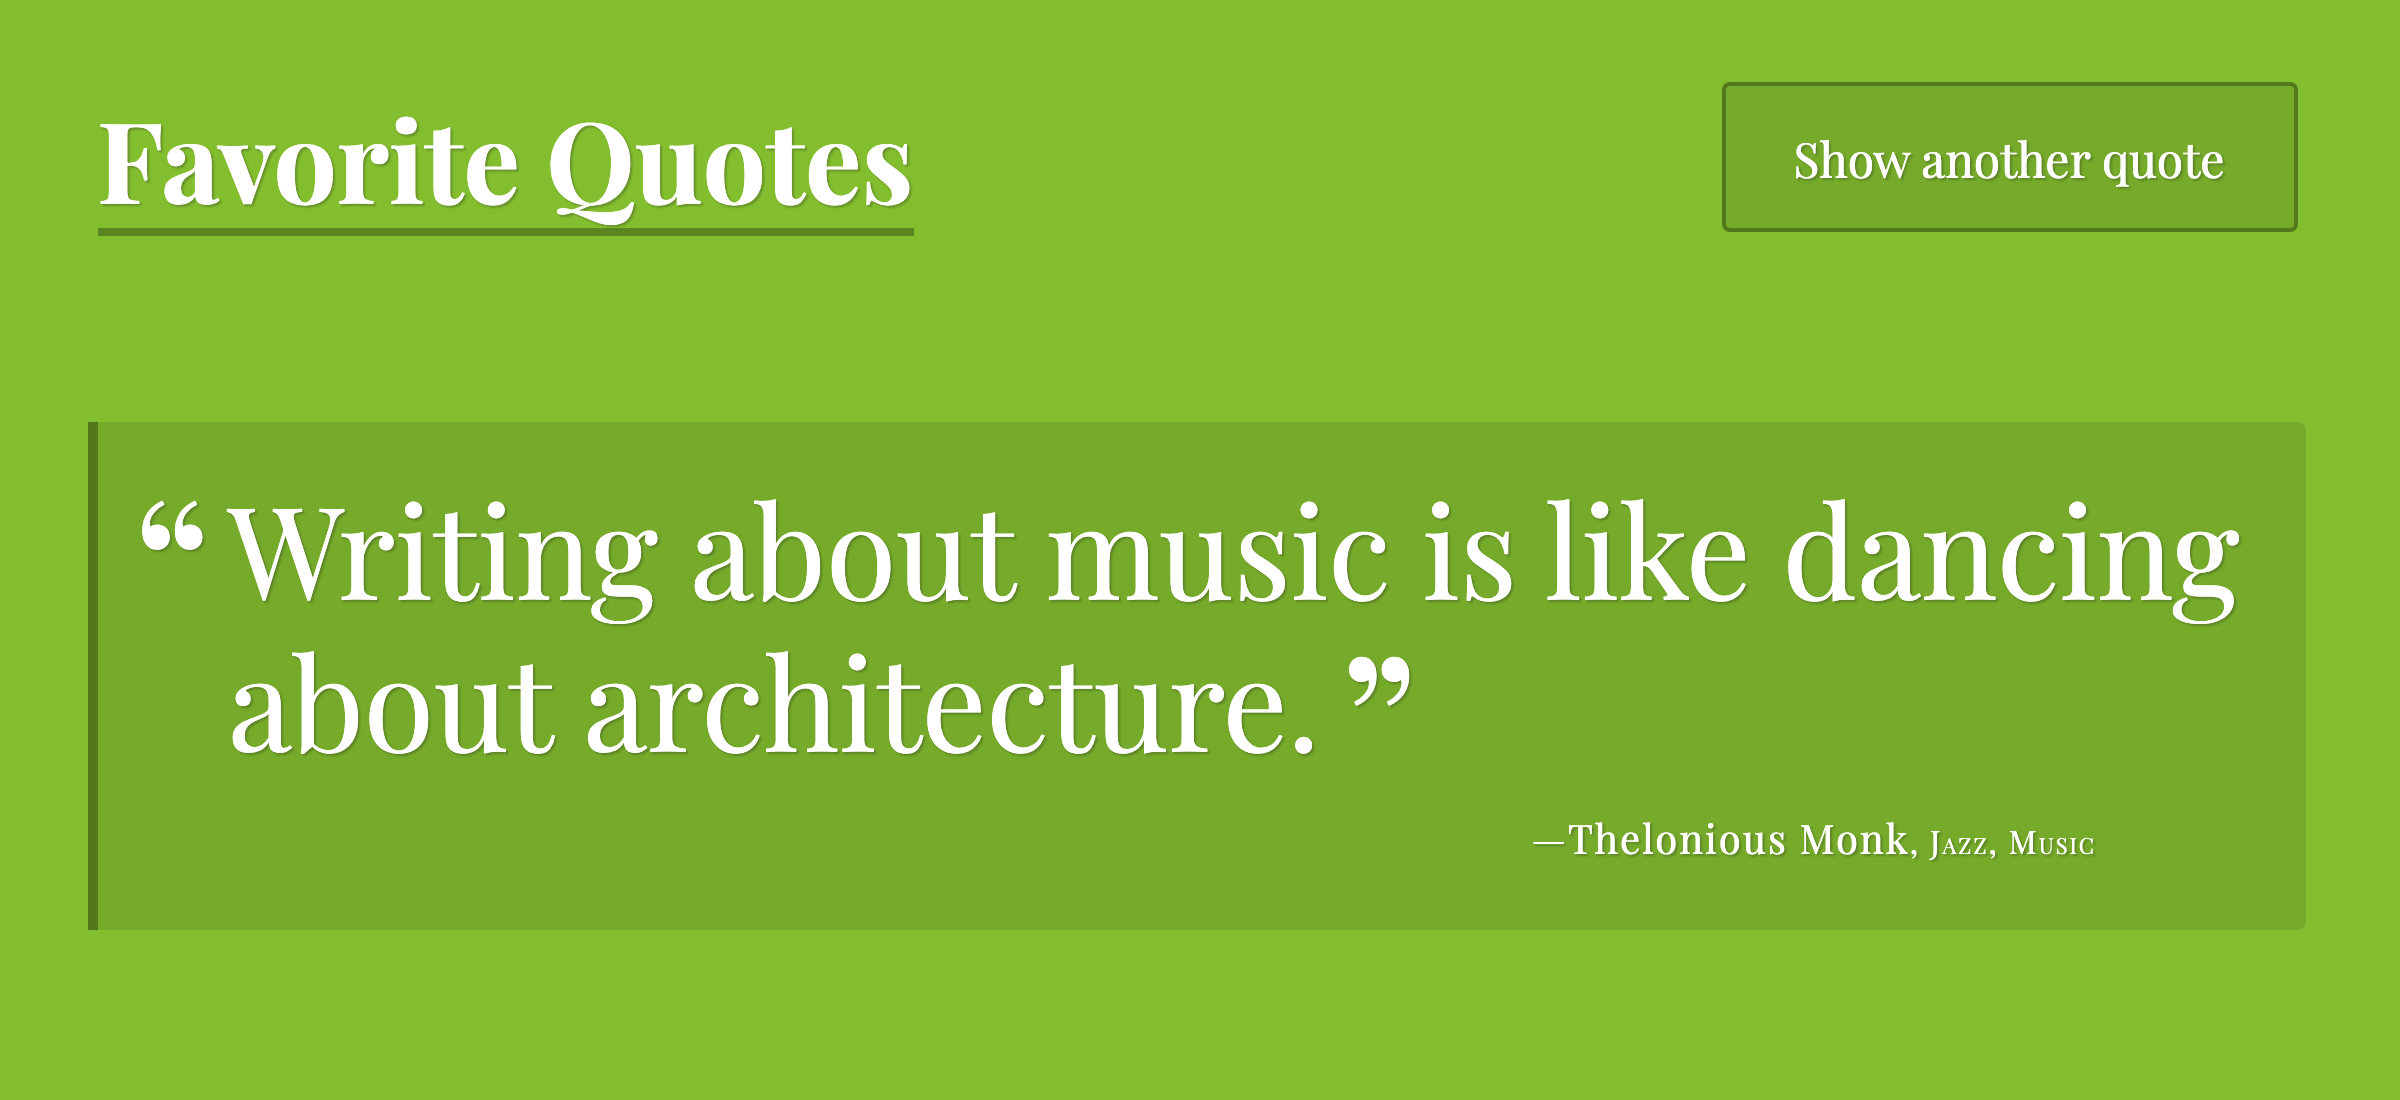 Favorite Quotes
Show another quote
“Writing about music is like dancing
about architecture.”
—Thelonious Monk, Jazz, Music